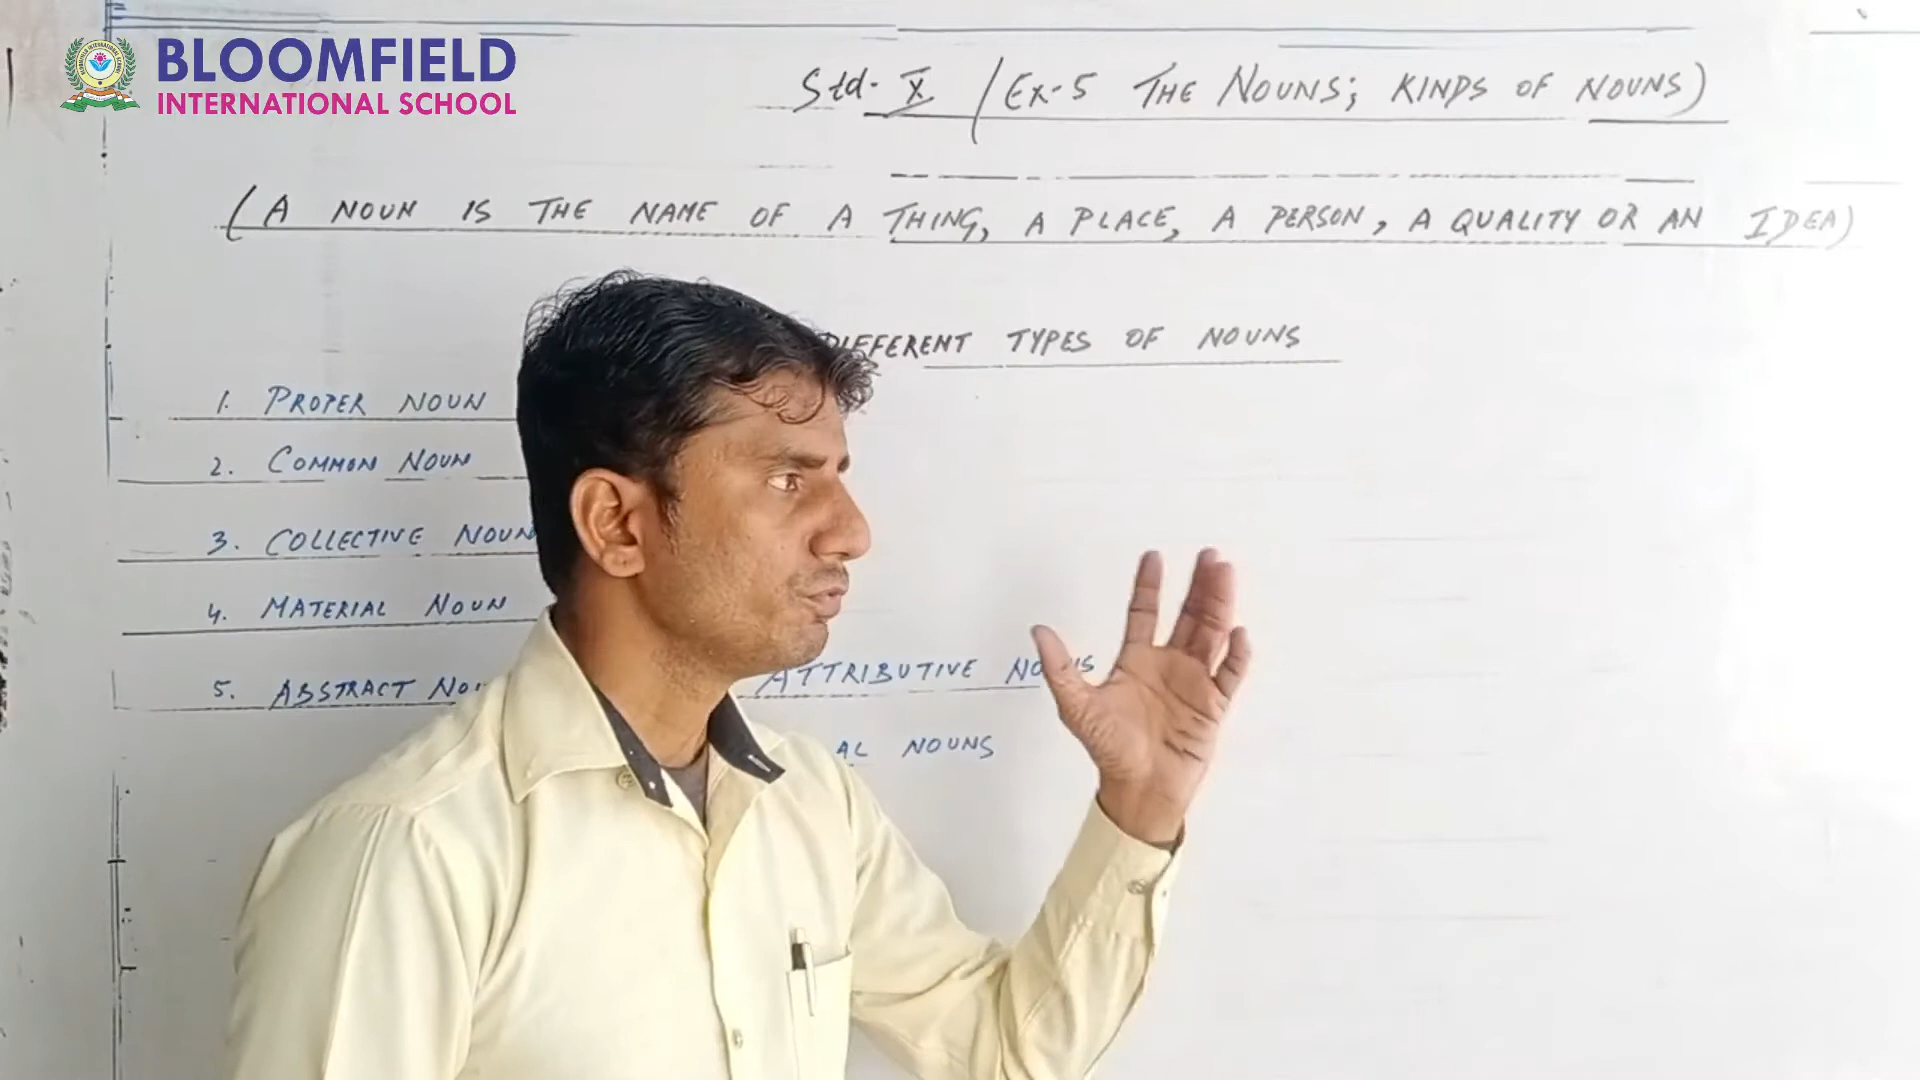 BLOOMFIELD
INTERNATIONAL SCHOOL
Std- X (Ex-5 THE NOUNS; KINDS OF NOUNS)
(A NOUN IS THE NAME OF A THING, A PLACE, A PERSON, A QUALITY OR AN IDEA)
DIFFERENT TYPES OF NOUNS
1. PROPER NOUN
2. COMMON NOUN
3. COLLECTIVE NOUN
4. MATERIAL NOUN
5. ABSTRACT ATTRIBUTIVE
NOUNS